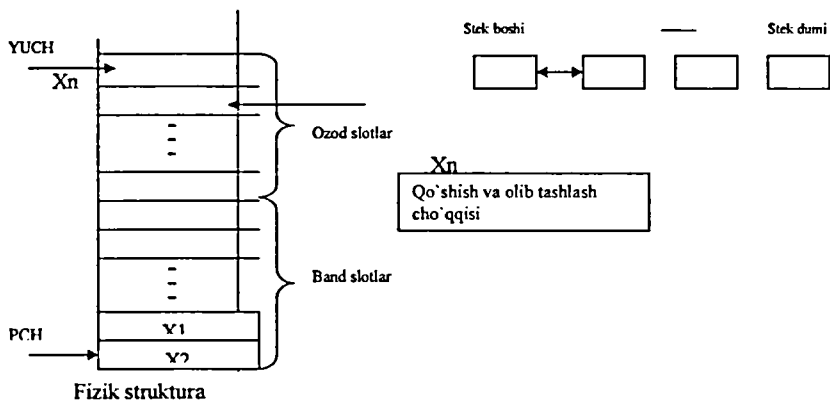 YUCH
Xn
Ozod slotlar
Band slotlar
X1
PCH
X2
Fizik struktura
Stek boshi
Stek dumi
Xn
Qo`shish va olib tashlash
cho`qqisi